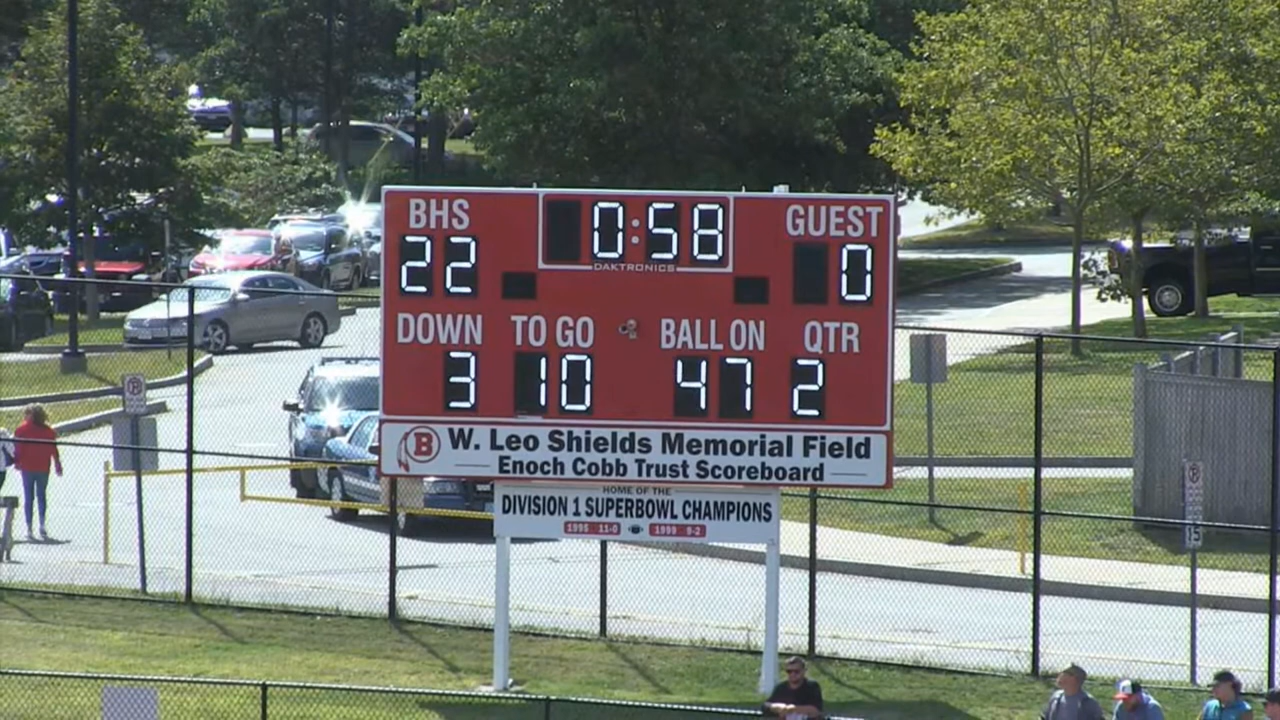 BHS
0:58
GUEST
22
0
DAKTRONICS
DOWN
TO GO
BALL ON
QTR
3
10
47
2
B
W. Leo Shields Memorial Field
Enoch Cobb Trust Scoreboard
HOME OF THE
DIVISION 1 SUPERBOWL CHAMPIONS
1995 11-0
1999 9-2
P
15